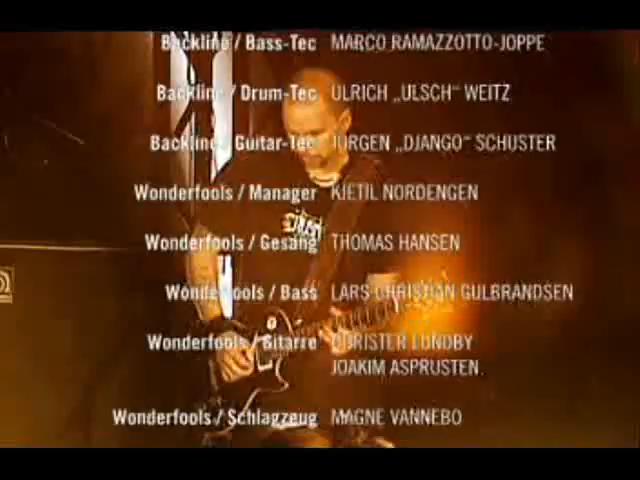 Backline / Bass-Tec MARCO RAMAZZOTTO-JOPPE
Backline / Drum-Tec ULRICH „ULSCH“ WEITZ
Backline / Guitar-Tec JÜRGEN „DJANGO“ SCHUSTER
Wonderfools / Manager KJETIL NORDENGEN
Wonderfools / Gesang THOMAS HANSEN
Wonderfools / Bass LARS CHRISTIAN GULBRANDSEN
Wonderfools / Gitarre CHRISTER LUNDBY
JOAKIM ASPRUSTEN
Wonderfools / Schlagzeug MAGNE VANNEBO